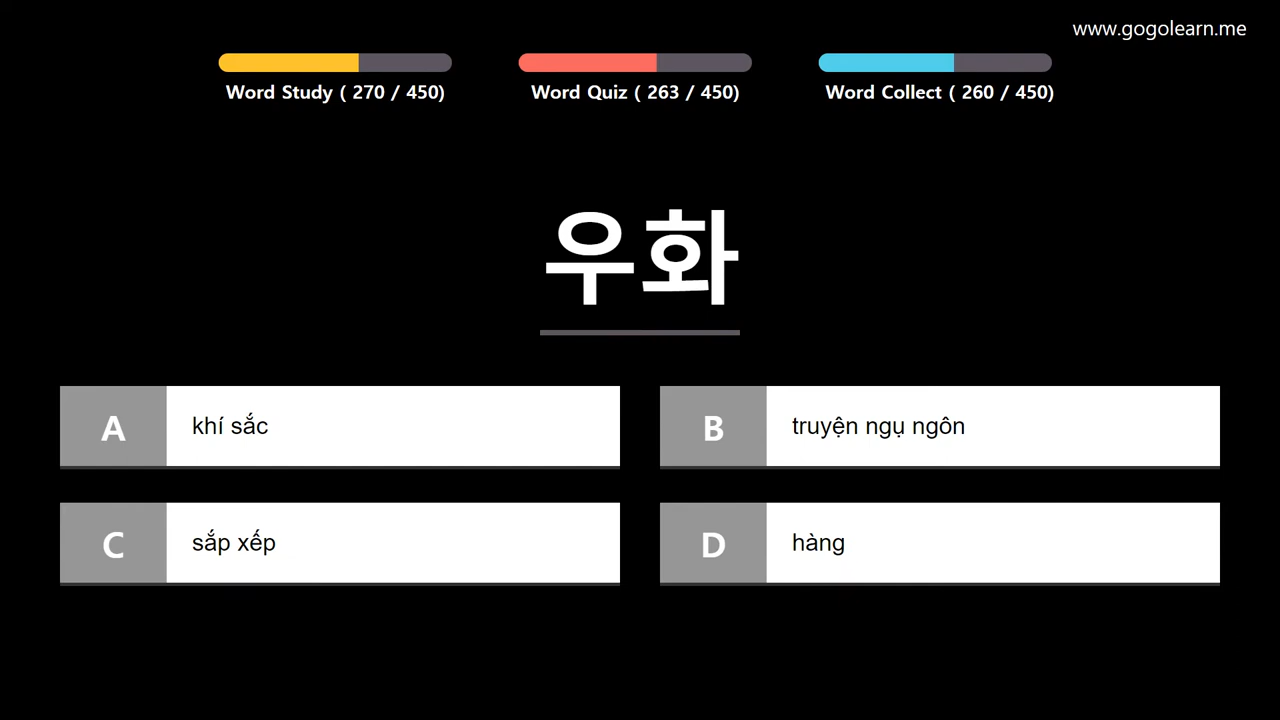 www.gogolearn.me
Word Study ( 270 / 450)
Word Quiz ( 263 / 450)
Word Collect ( 260 / 450)
우화
A
khí sắc
B
truyện ngụ ngôn
C
sắp xếp
D
hàng